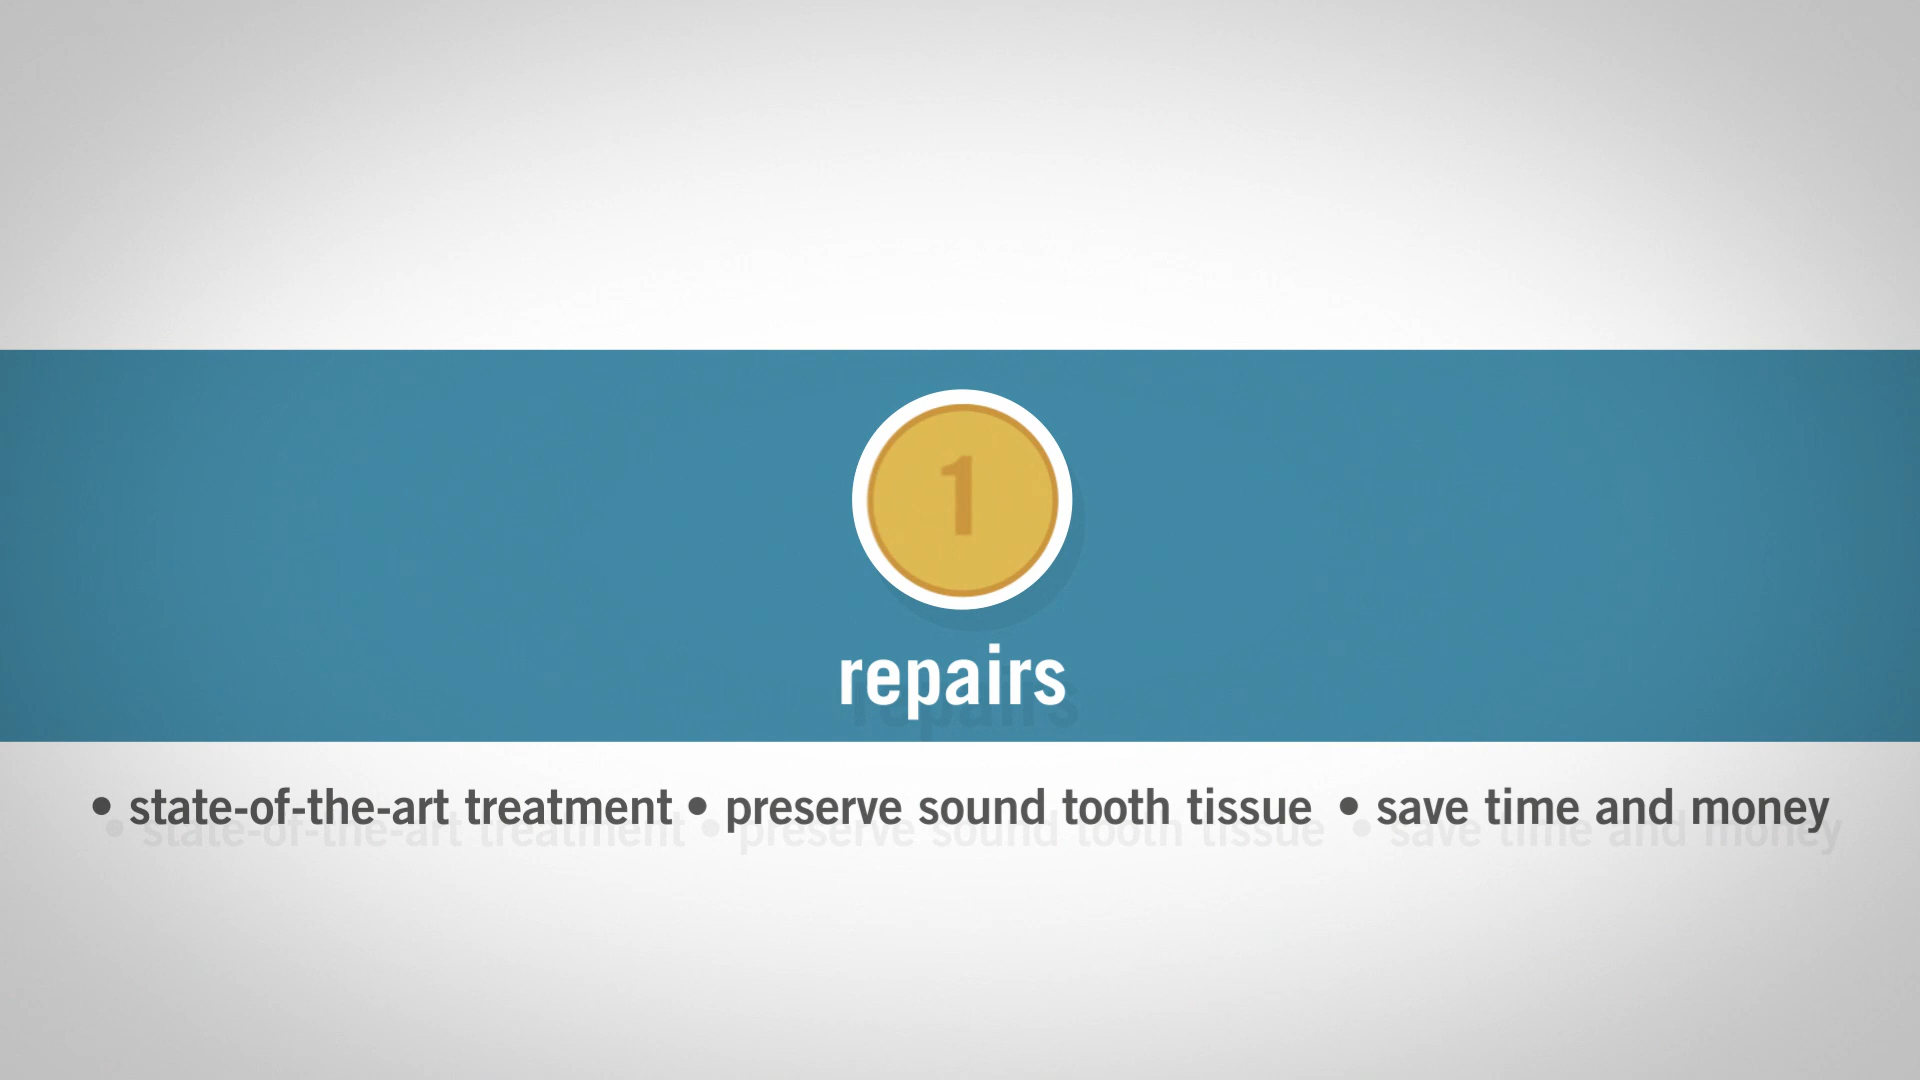 1
repairs
• state-of-the-art treatment • preserve sound tooth tissue • save time and money